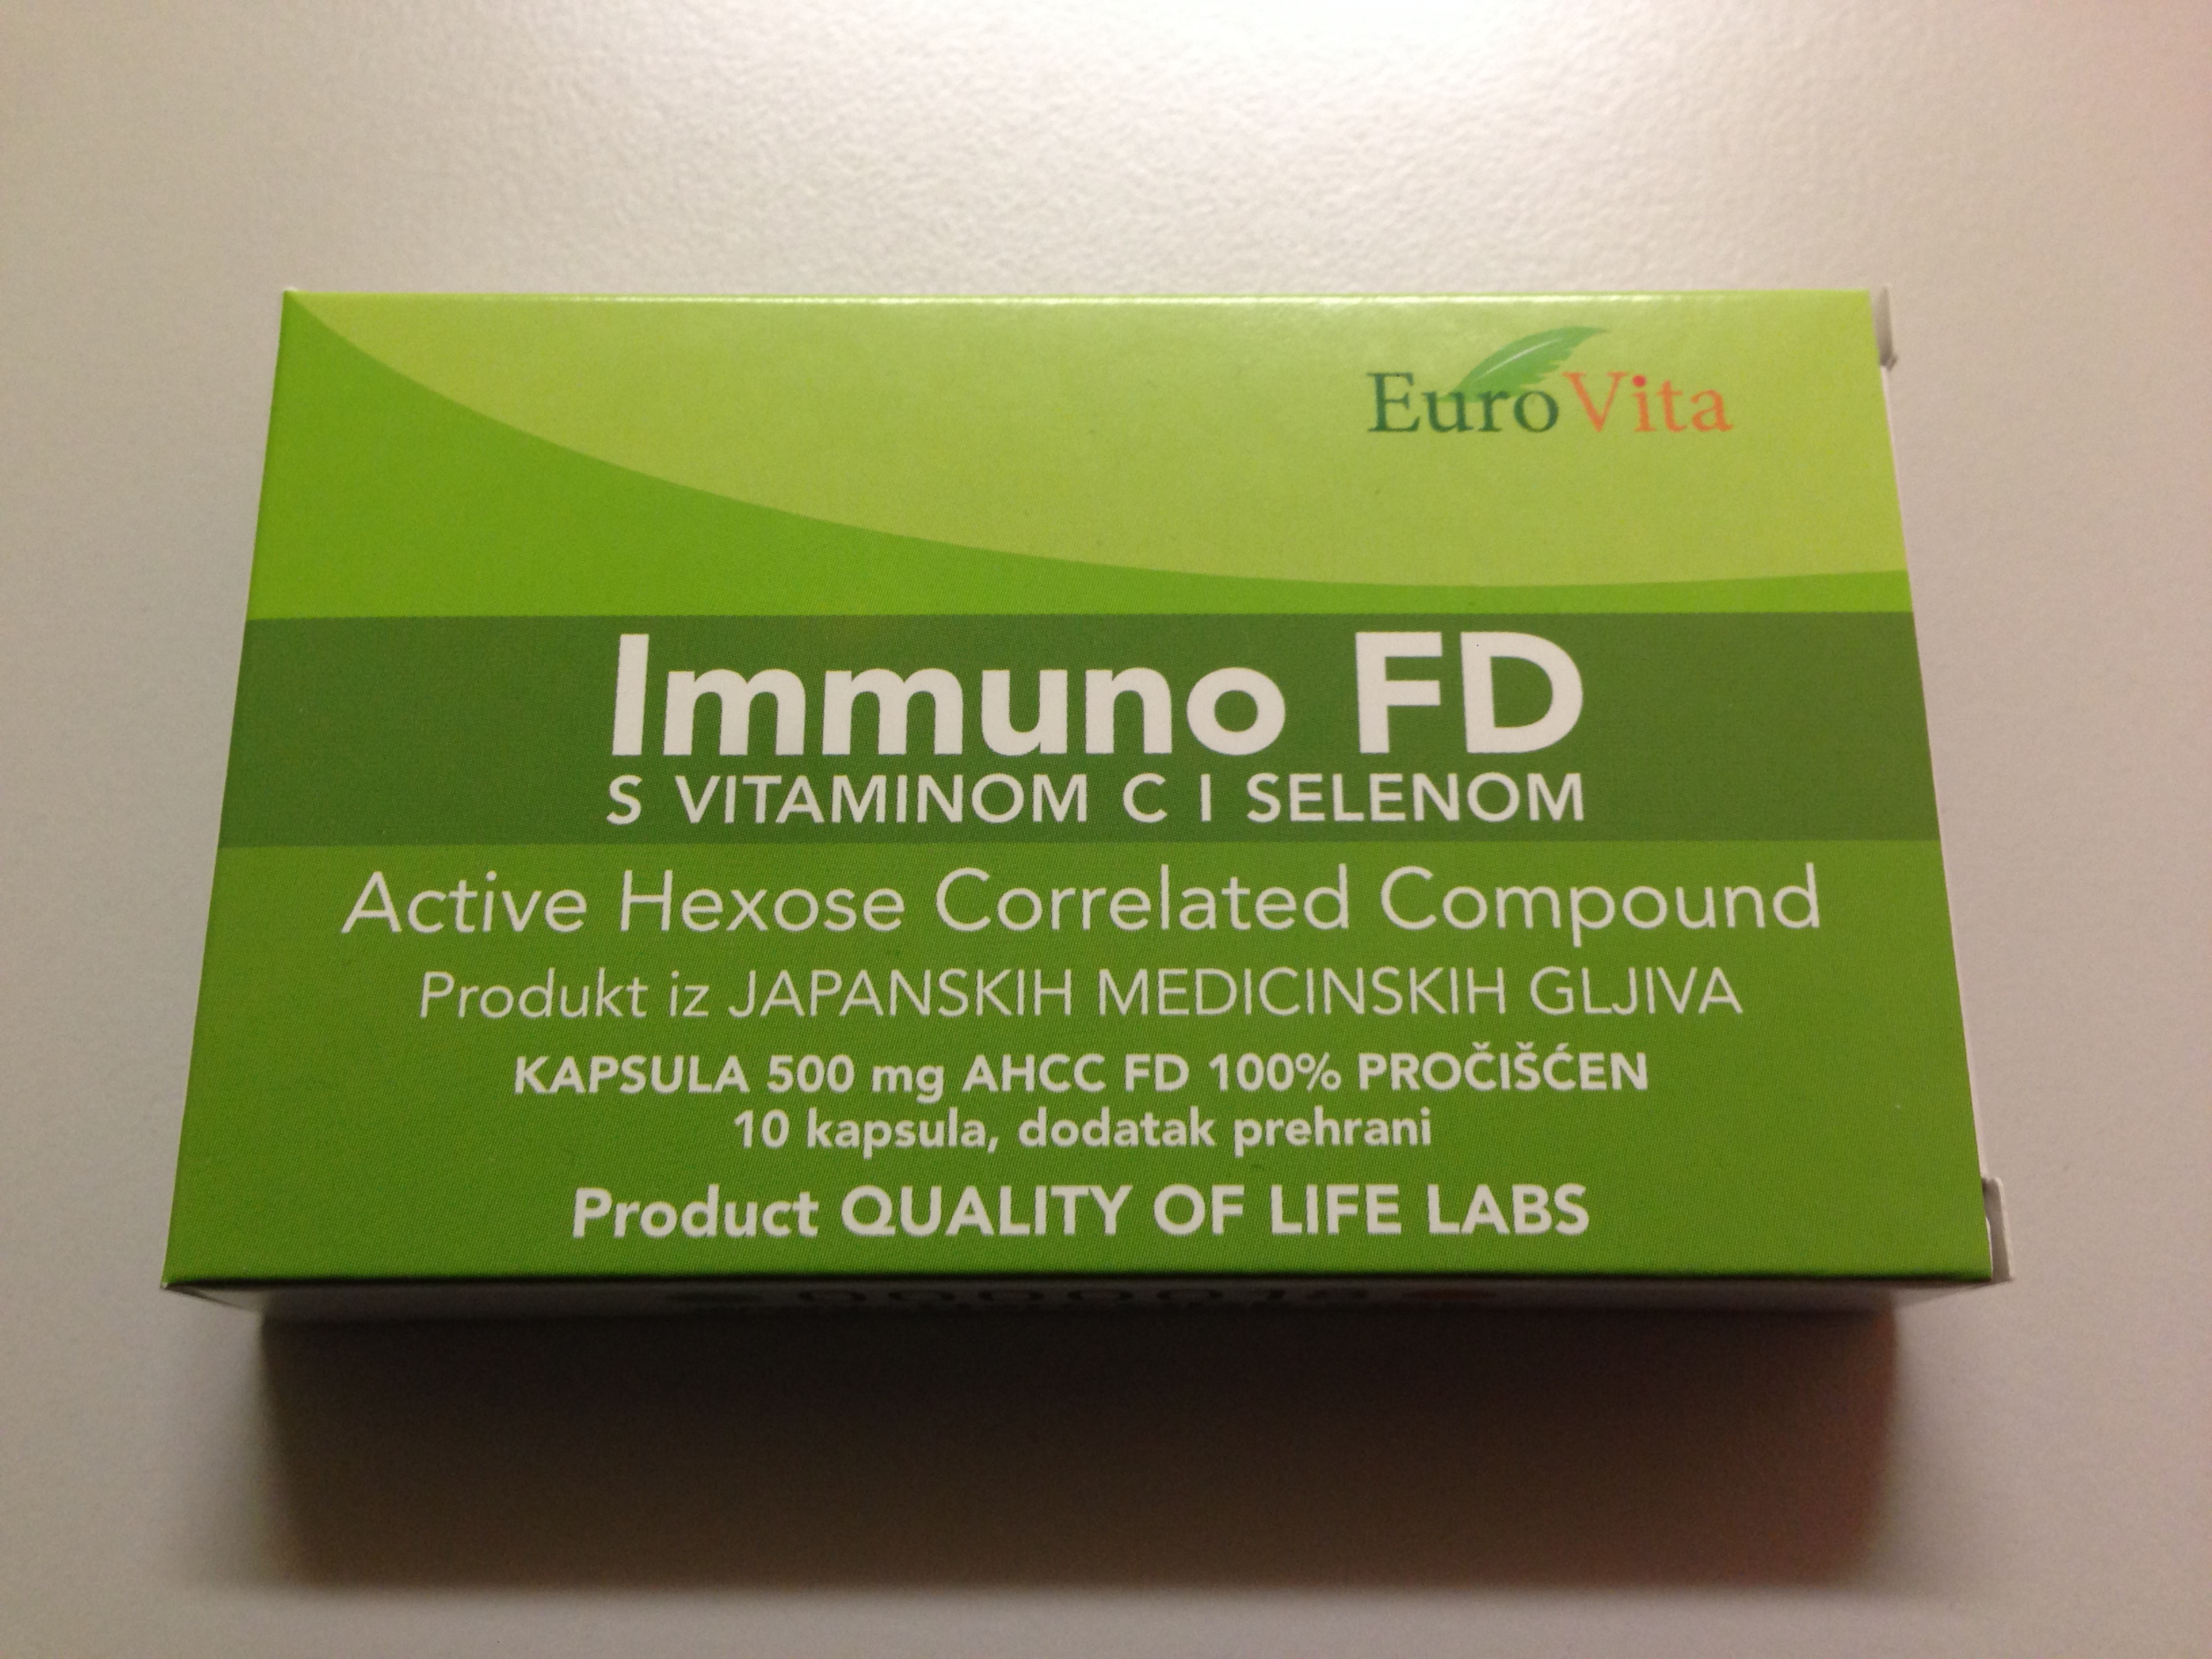 EuroVita
Immuno FD
S VITAMINOM C I SELENOM
Active Hexose Correlated Compound
Produkt iz JAPANSKIH MEDICINSKIH GLJIVA
KAPSULA 500 mg AHCC FD 100% PROČIŠĆEN
10 kapsula, dodatak prehrani
Product QUALITY OF LIFE LABS